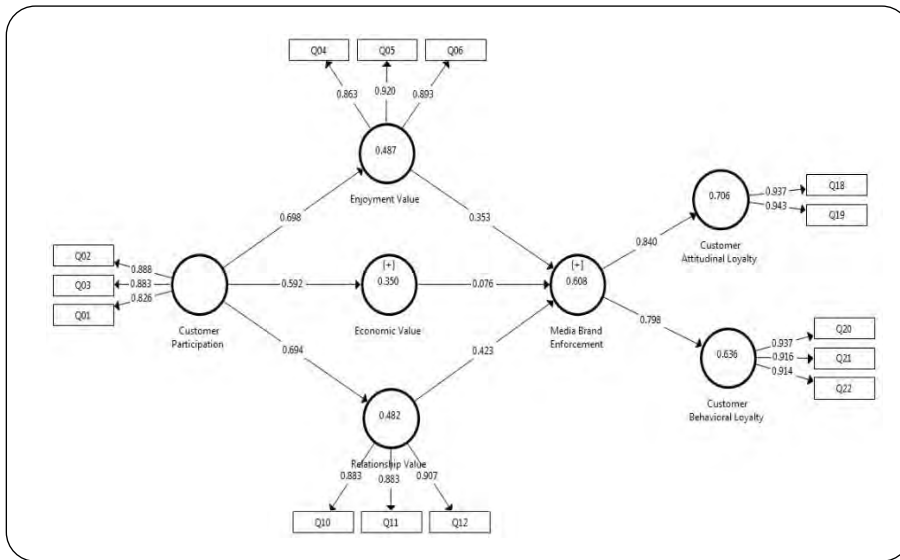 Q04 Q05 Q06
0.863 0.920 0.893
0.487
Enjoyment Value
0.698 0.353
Q02
Q03
Q01
0.888
0.883
0.826
Customer
Participation
0.592
[+]
0.350
Economic Value
0.076
[+]
0.608
Media Brand
Enforcement
0.694 0.423
0.482
Relationship Value
0.883 0.883 0.907
Q10 Q11 Q12
0.840
0.706
Customer
Attitudinal Loyalty
0.937
0.943
Q18
Q19
0.798
0.636
Customer
Behavioral Loyalty
0.937
0.916
0.914
Q20
Q21
Q22